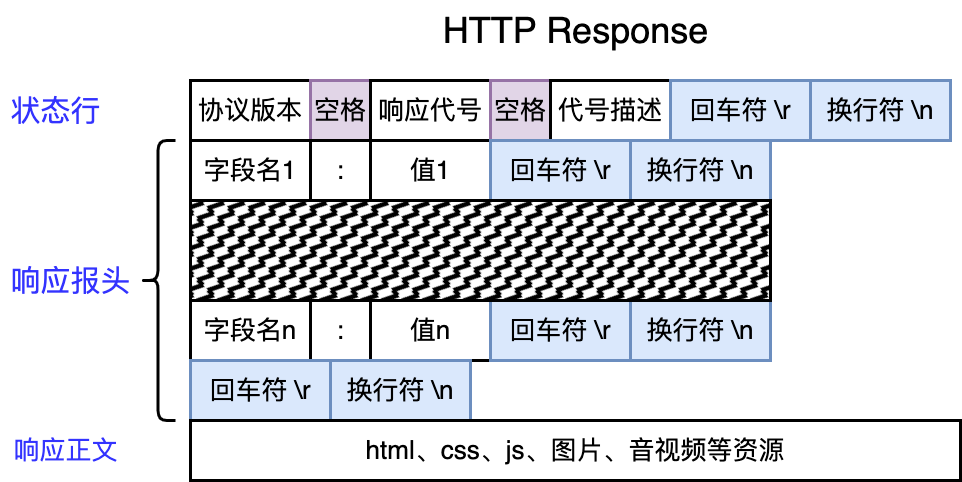 HTTP Response
状态行 协议版本 空格 响应代号 空格 代号描述 回车符 \r 换行符 \n
字段名1 : 值1 回车符 \r 换行符 \n
响应报头
字段名n : 值n 回车符 \r 换行符 \n
回车符 \r 换行符 \n
响应正文 html、css、js、图片、音视频等资源